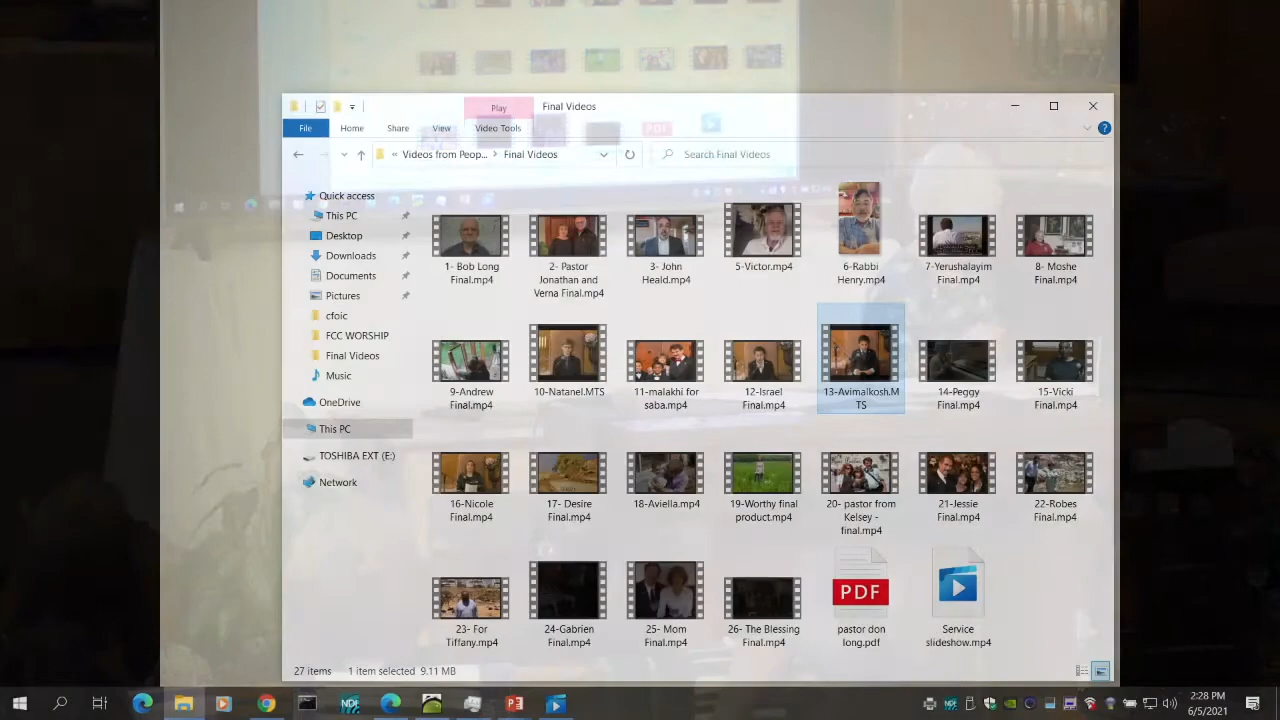 Play
Final Videos
File
Home
Share
View
Video Tools
?
« Videos from Peop... > Final Videos
Search Final Videos
Quick access
This PC
Desktop
Downloads
Documents
Pictures
cfoic
FCC WORSHIP
Final Videos
Music
OneDrive
This PC
TOSHIBA EXT (E:)
Network
1- Bob Long
Final.mp4
2- Pastor
Jonathan and
Verna Final.mp4
3- John
Heald.mp4
5-Victor.mp4
6-Rabbi
Henry.mp4
7-Yerushalayim
Final.mp4
8- Moshe
Final.mp4
9-Andrew
Final.mp4
10-Natanel.MTS
11-malakhi for
saba.mp4
12-Israel
Final.mp4
13-Avimalkosh.M
TS
14-Peggy
Final.mp4
15-Vicki
Final.mp4
16-Nicole
Final.mp4
17- Desire
Final.mp4
18-Aviella.mp4
19-Worthy final
product.mp4
20- pastor from
Kelsey -
final.mp4
21-Jessie
Final.mp4
22-Robes
Final.mp4
23- For
Tiffany.mp4
24-Gabrien
Final.mp4
25- Mom
Final.mp4
26- The Blessing
Final.mp4
PDF
pastor don
long.pdf
Service
slideshow.mp4
27 items
1 item selected 9.11 MB
PDF
NDI
2:28 PM
6/5/2021